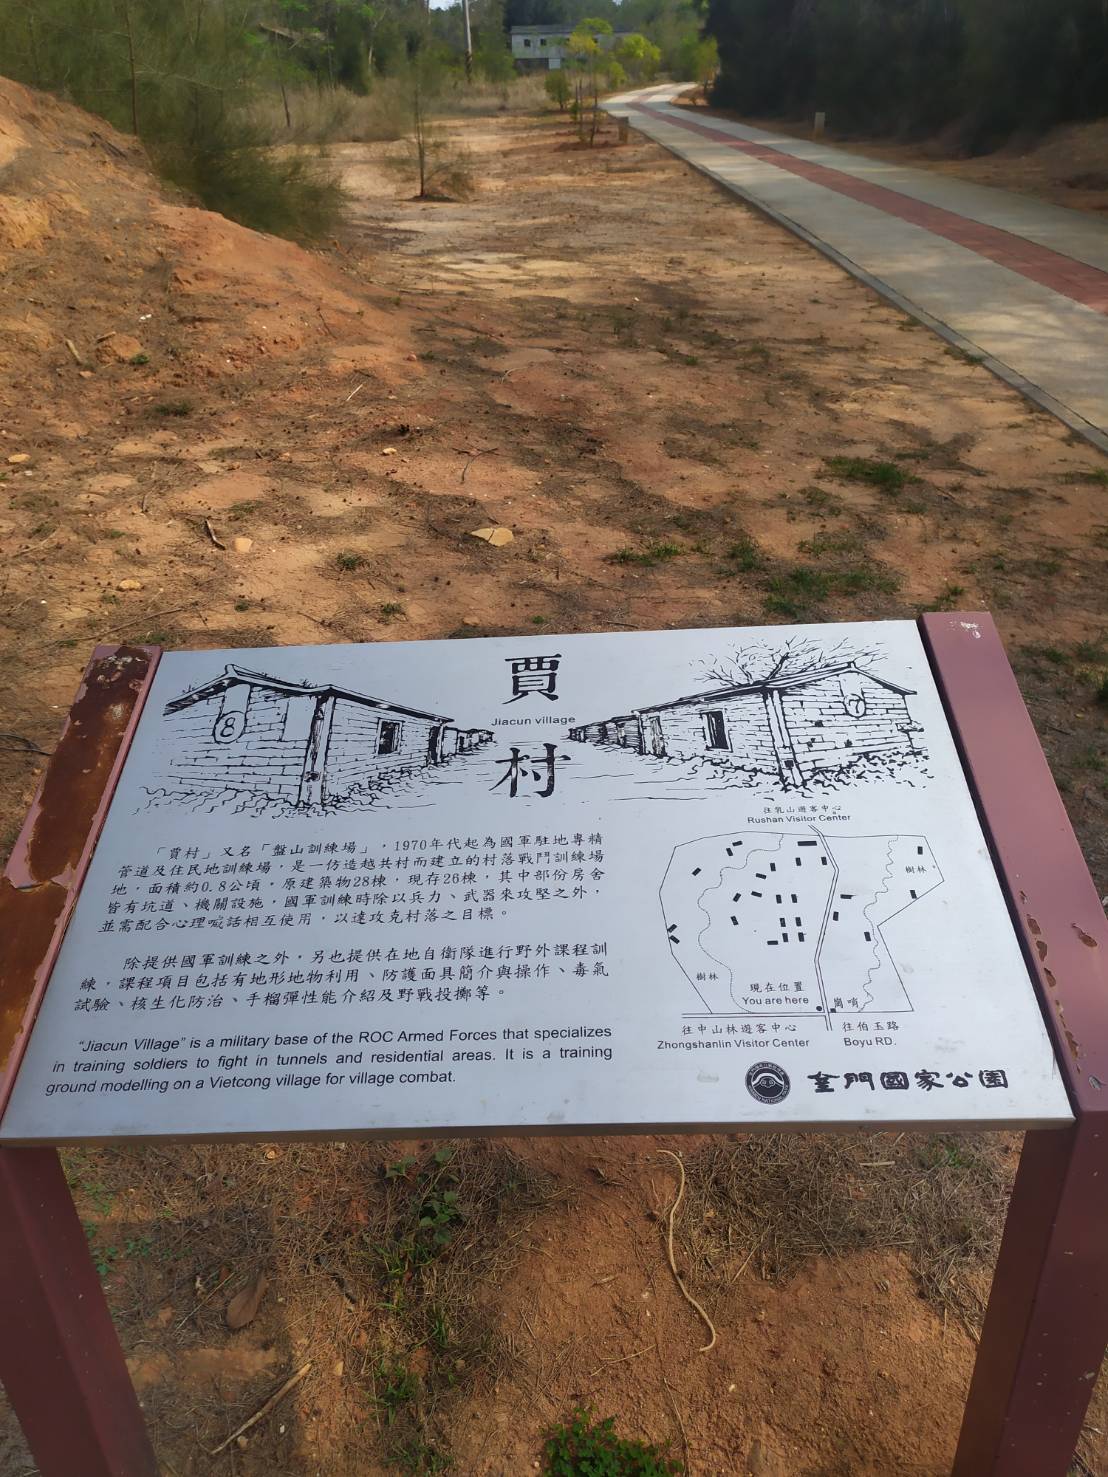 賈村
Jiacun village
8
7
「賈村」又名「盤山訓練場」，1970年代起為國軍駐地專精
管道及住民地訓練場，是一仿造越共村而建立的村落戰鬥訓練場
地，面積約0.8公頃，原建築物28棟，現存26棟，其中部份房舍
皆有坑道、機關設施，國軍訓練時除以兵力、武器來攻堅之外，
並需配合心理喊話相互使用，以達攻克村落之目標。
除提供國軍訓練之外，另也提供在地自衛隊進行野外課程訓
練，課程項目包括有地形地物利用、防護面具簡介與操作、毒氣
試驗、核生化防治、手榴彈性能介紹及野戰投擲等。
"Jiacun Village" is a military base of the ROC Armed Forces that specializes
in training soldiers to fight in tunnels and residential areas. It is a training
ground modelling on a Vietcong village for village combat.
往乳山遊客中心
Rushan Visitor Center
樹林
樹林
現在位置
You are here
崗哨
往中山林遊客中心
Zhongshanlin Visitor Center
往伯玉路
Boyu RD.
金門國家公園